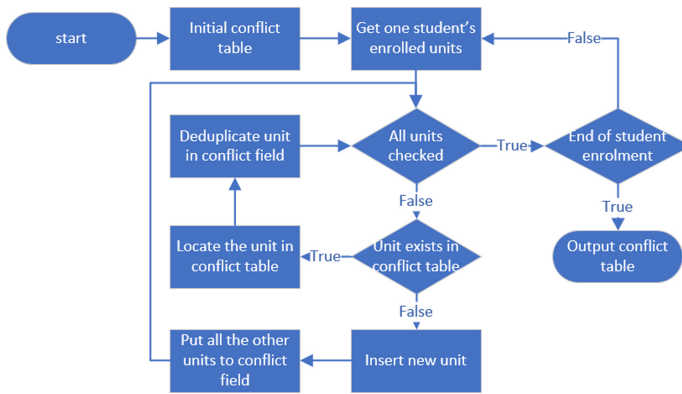 start
Initial conflict
table
Get one student's
enrolled units
False
Deduplicate unit
in conflict field
All units
checked
True
End of student
enrolment
False
True
Locate the unit in
conflict table
True
Unit exists in
conflict table
Output conflict
table
False
Put all the other
units to conflict
field
Insert new unit